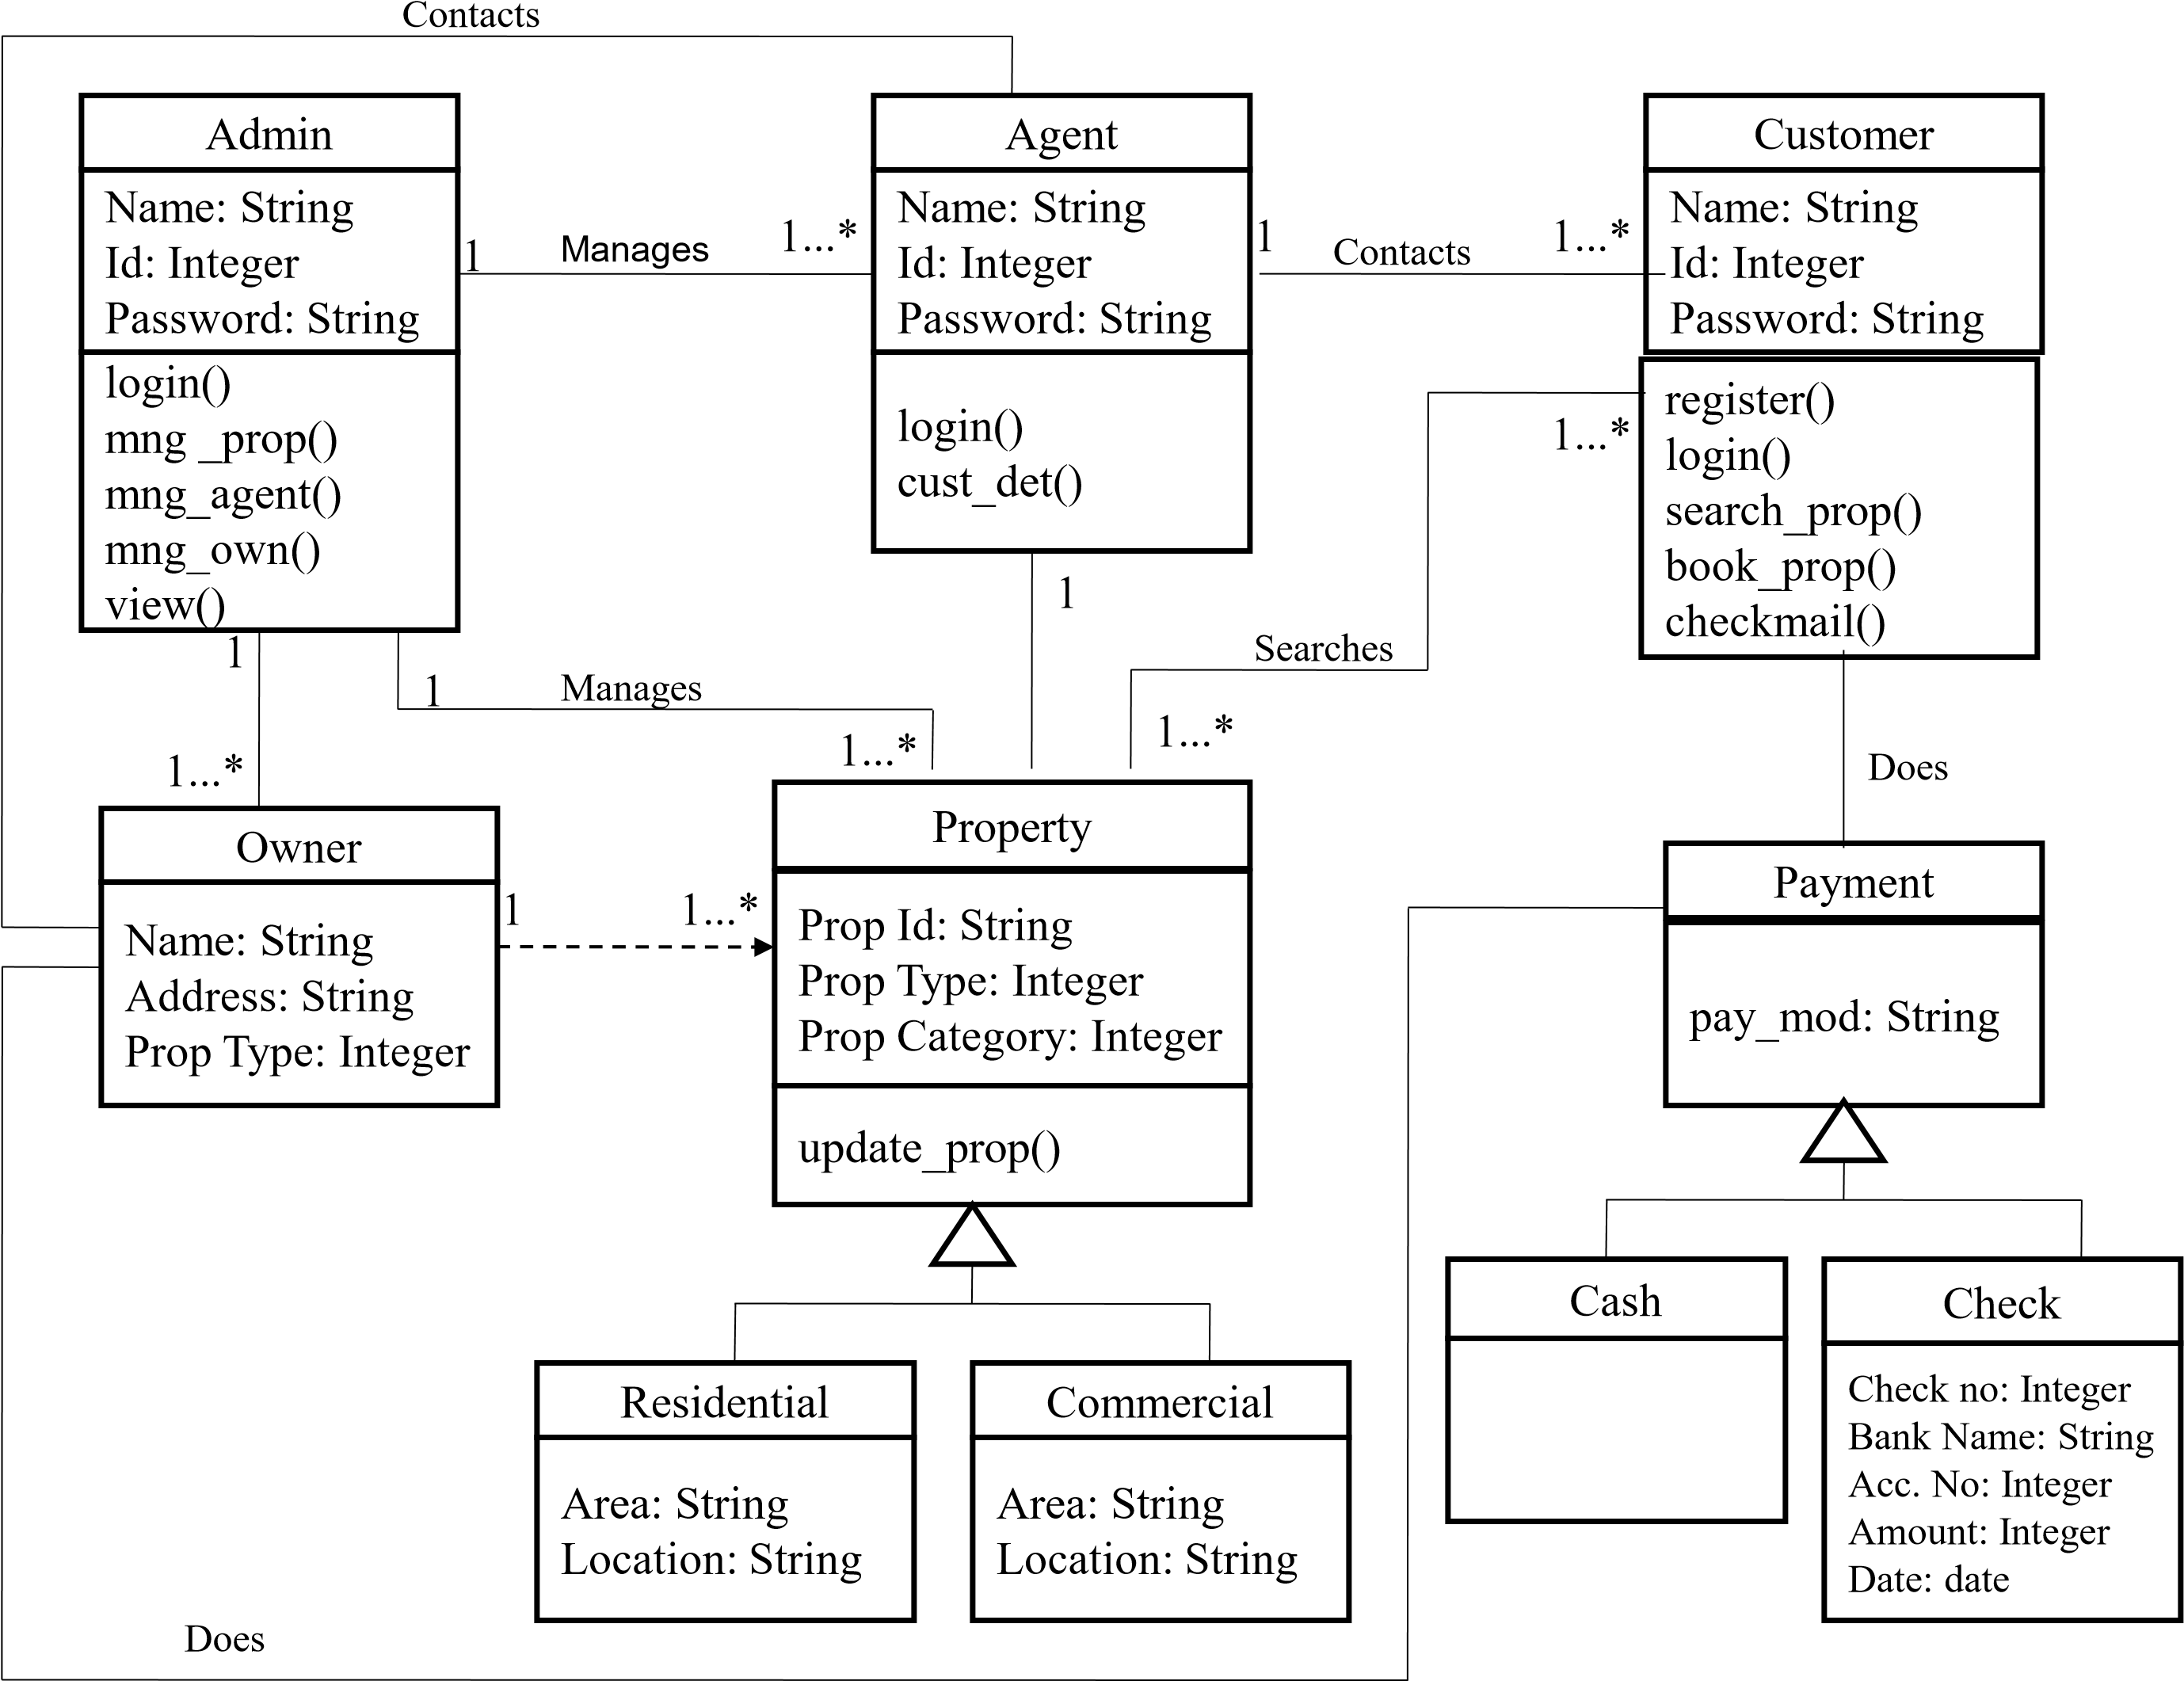 Contacts
Admin
Name: String
Id: Integer
Password: String
login()
mng _prop()
mng_agent()
mng_own()
view()
1
Manages
1...*
Agent
Name: String
Id: Integer
Password: String
login()
cust_det()
1
Contacts
1...*
Customer
Name: String
Id: Integer
Password: String
register()
login()
search_prop()
book_prop()
checkmail()
1...*
1
Searches
1
1
Manages
1...*
1...*
1...*
Does
Owner
Name: String
Address: String
Prop Type: Integer
1
1...*
Property
Prop Id: String
Prop Type: Integer
Prop Category: Integer
update_prop()
Payment
pay_mod: String
Residential
Area: String
Location: String
Commercial
Area: String
Location: String
Cash
Check
Check no: Integer
Bank Name: String
Acc. No: Integer
Amount: Integer
Date: date
Does